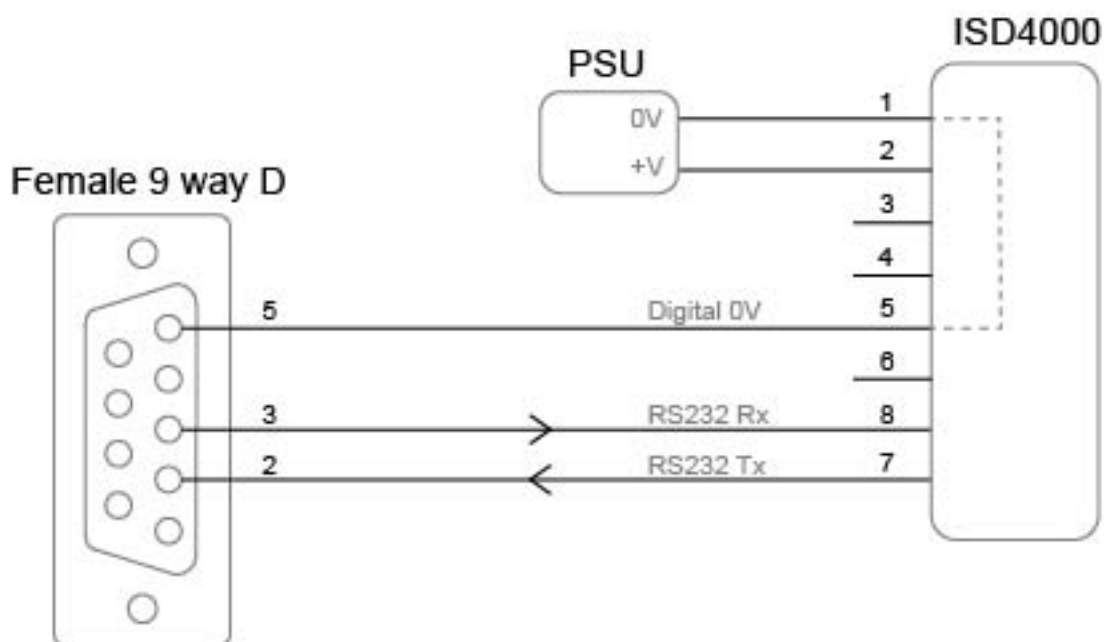 ISD4000
PSU
0V
1
+V
2
Female 9 way D
3
4
5
Digital 0V
5
6
3
RS232 Rx
8
2
RS232 Tx
7